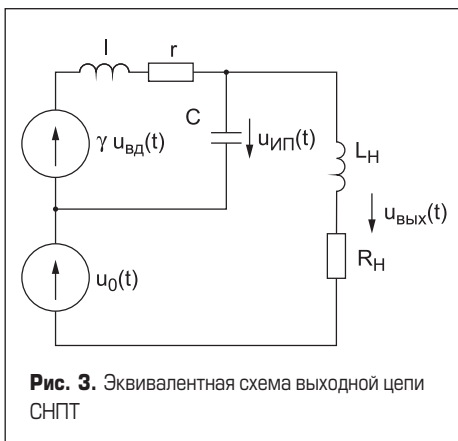 l
r
C
γ u_вд(t)
u_ИП(t)
L_H
u_вых(t)
R_H
u_0(t)
Рис. 3. Эквивалентная схема выходной цепи
СНПТ